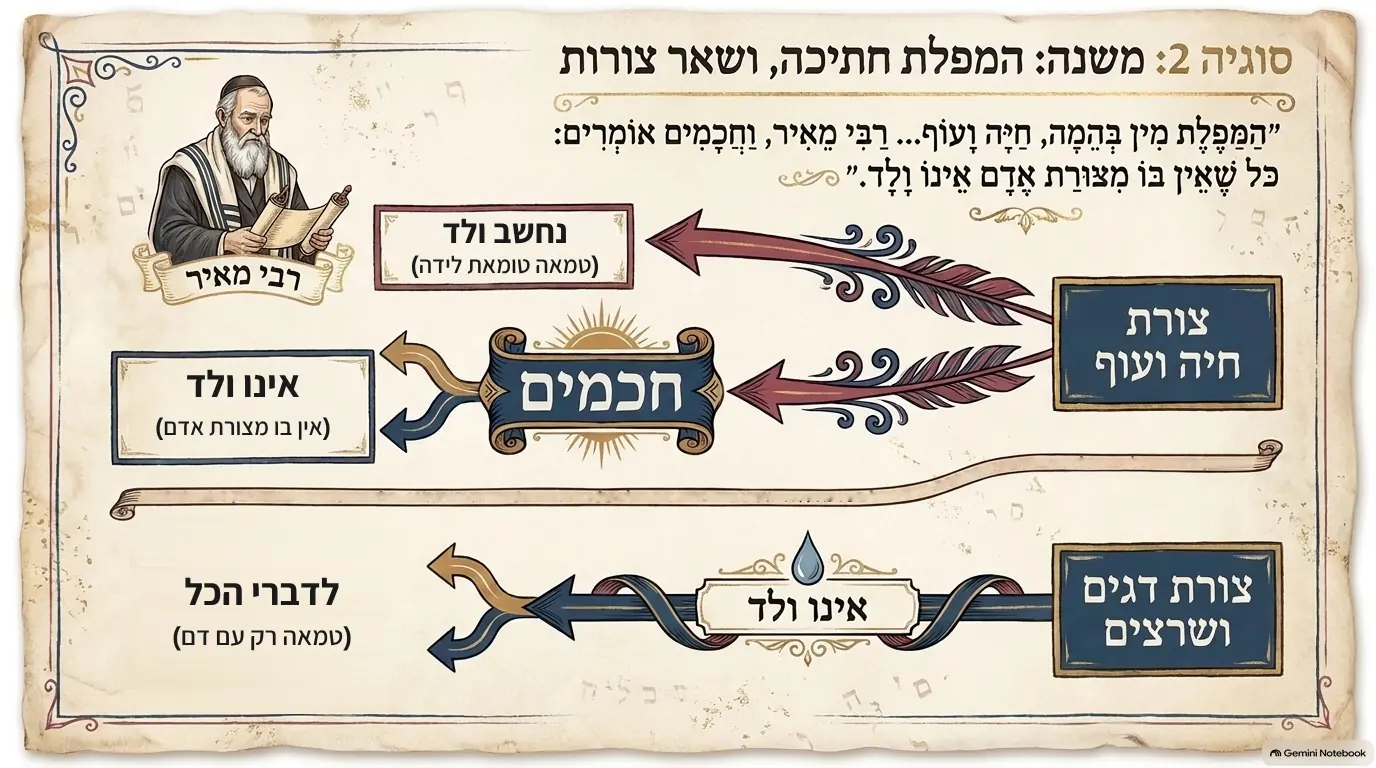 סוגיה 2: משנה: המפלת חתיכה, ושאר צורות
"הַמַּפֶּלֶת מִין בְּהֵמָה, חַיָּה וָעוֹף... רַבִּי מֵאִיר, וַחֲכָמִים אוֹמְרִים:
כֹּל שֶׁאֵין בּוֹ מִצּוּרַת אָדָם אֵינוֹ וָלָד."
רבי מאיר
נחשב ולד
(טמאה טומאת לידה)
צורת
חיה ועוף
חכמים
אינו ולד
(אין בו מצורת אדם)
צורת דגים
ושרצים
אינו ולד
לדברי הכל
(טמאה רק עם דם)
Gemini Notebook